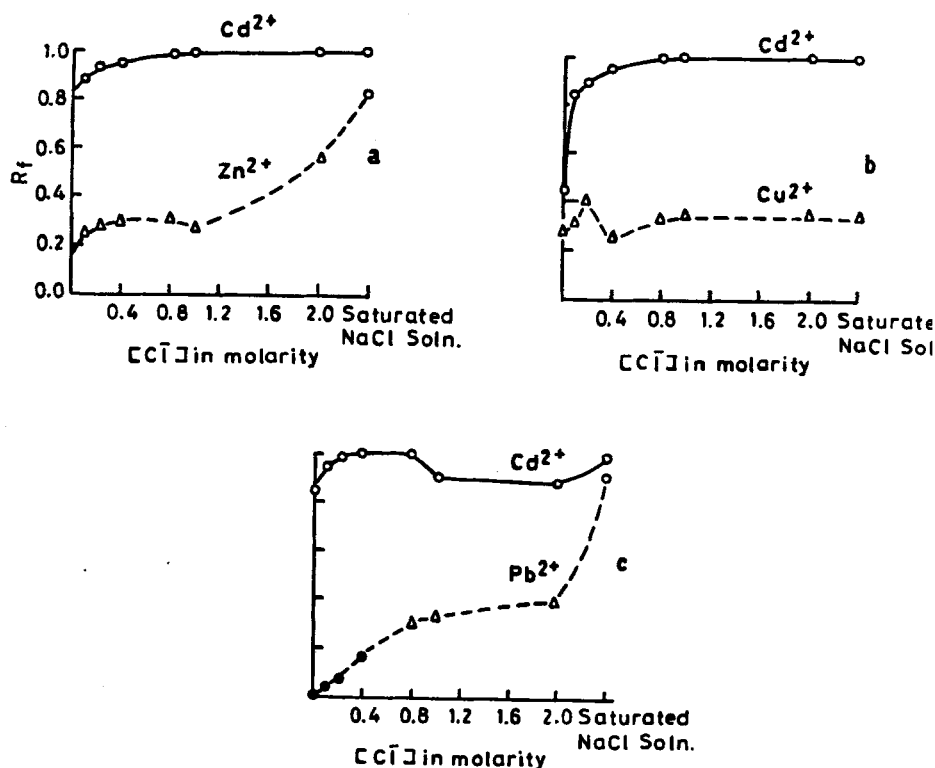 Cd²⁺
Zn²⁺
a
R_f
1.0
0.8
0.6
0.4
0.2
0.0
0.4 0.8 1.2 1.6 2.0 Saturated
NaCl Soln.
[Cl̄] in molarity
Cd²⁺
Cu²⁺
b
0.4 0.8 1.2 1.6 2.0 Saturate
NaCl Sol
[Cl̄] in molarity
Cd²⁺
Pb²⁺
c
0.4 0.8 1.2 1.6 2.0 Saturated
NaCl Soln.
[Cl̄] in molarity